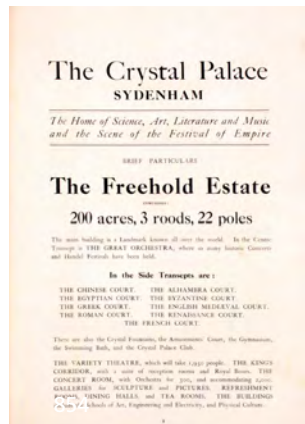 The Crystal Palace
SYDENHAM
The Home of Science, Art, Literature and Music
and the Scene of the Festival of Empire
BRIEF PARTICULARS
The Freehold Estate
200 acres, 3 roods, 22 poles
The main building is a Landmark known all over the world. In the Centre
Transept is THE GREAT ORCHESTRA, where so many historic Concerts
and Handel Festivals have been held.
In the Side Transepts are :
THE CHINESE COURT. THE ALHAMBRA COURT.
THE EGYPTIAN COURT. THE BYZANTINE COURT.
THE GREEK COURT. THE ENGLISH MEDIÆVAL COURT.
THE ROMAN COURT. THE RENAISSANCE COURT.
THE FRENCH COURT.
There are also the Crystal Fountains, the Amusements Court, the Gymnasium,
the Swimming Bath, and the Crystal Palace Club.
THE VARIETY THEATRE, which will take people. THE KING'S
CORRIDOR, with a suite of reception rooms and Royal Boxes. THE
CONCERT ROOM, with Orchestra for and accommodating
GALLERIES for SCULPTURE and PICTURES. REFRESHMENT
DINING HALLS, and TEA ROOMS. THE BUILDINGS
Schools of Art, Engineering and Electricity, and Physical Culture.